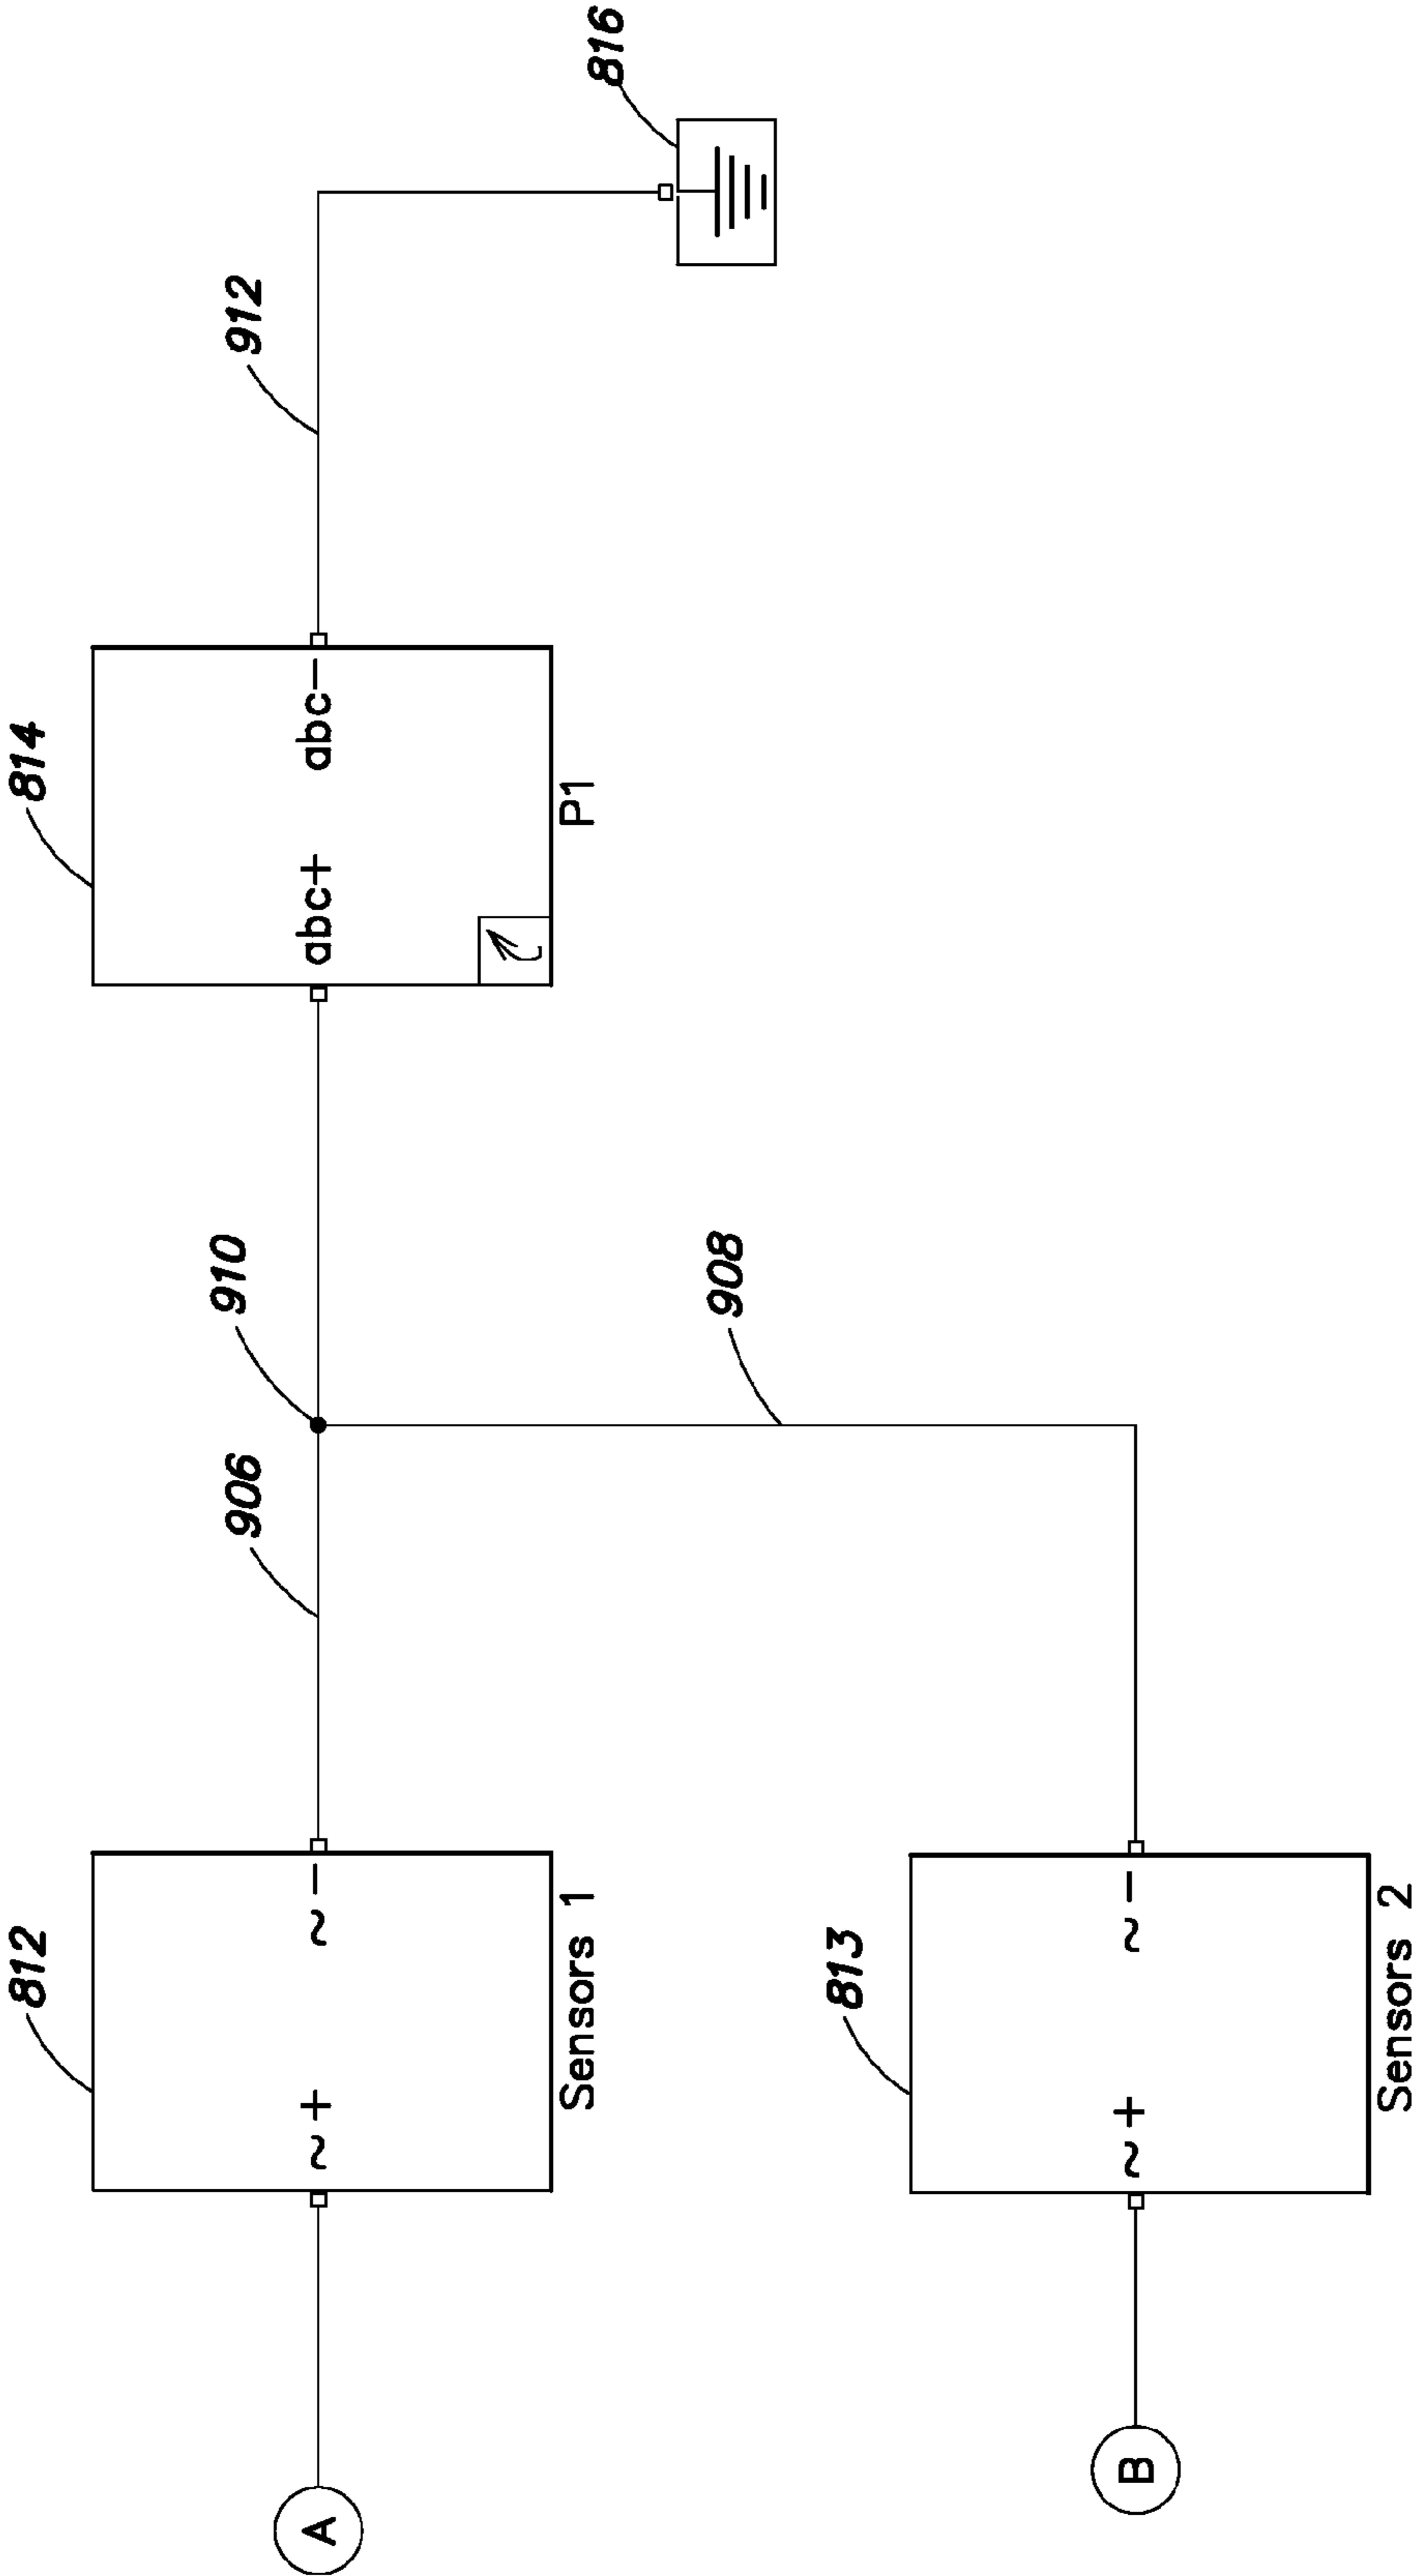 812
906
910
814
912
816
A
~+
~−
abc+
abc−
Sensors 1
P1
908
813
B
~+
~−
Sensors 2